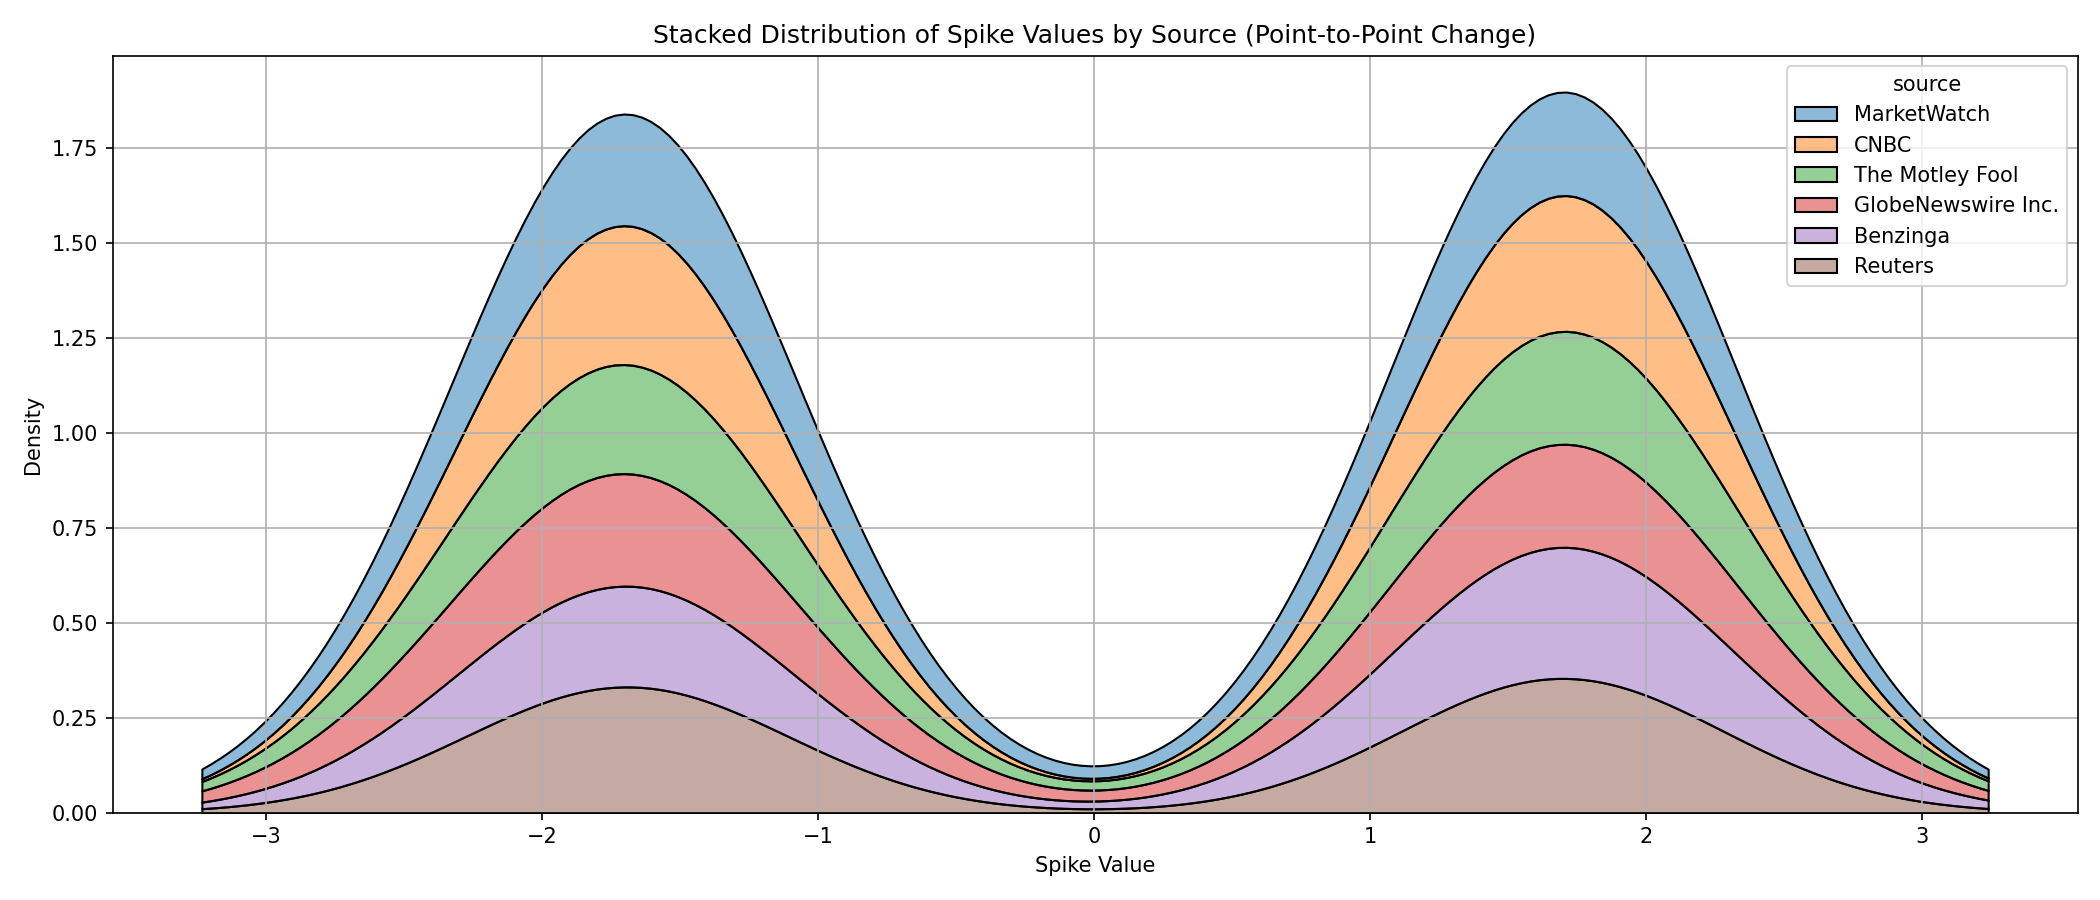 Stacked Distribution of Spike Values by Source (Point-to-Point Change)
source
MarketWatch
CNBC
The Motley Fool
GlobeNewswire Inc.
Benzinga
Reuters
Density
1.75
1.50
1.25
1.00
0.75
0.50
0.25
0.00
−3 −2 −1 0 1 2 3
Spike Value